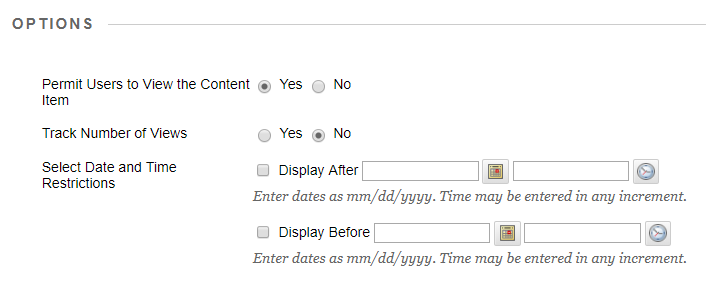 OPTIONS
Permit Users to View the Content Yes No
Item
Track Number of Views Yes No
Select Date and Time
Restrictions
Display After
Enter dates as mm/dd/yyyy. Time may be entered in any increment.
Display Before
Enter dates as mm/dd/yyyy. Time may be entered in any increment.